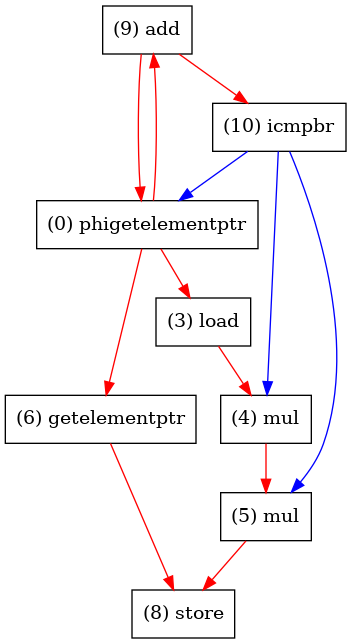 (9) add
(10) icmpbr
(0) phigetelementptr
(3) load
(6) getelementptr
(4) mul
(5) mul
(8) store